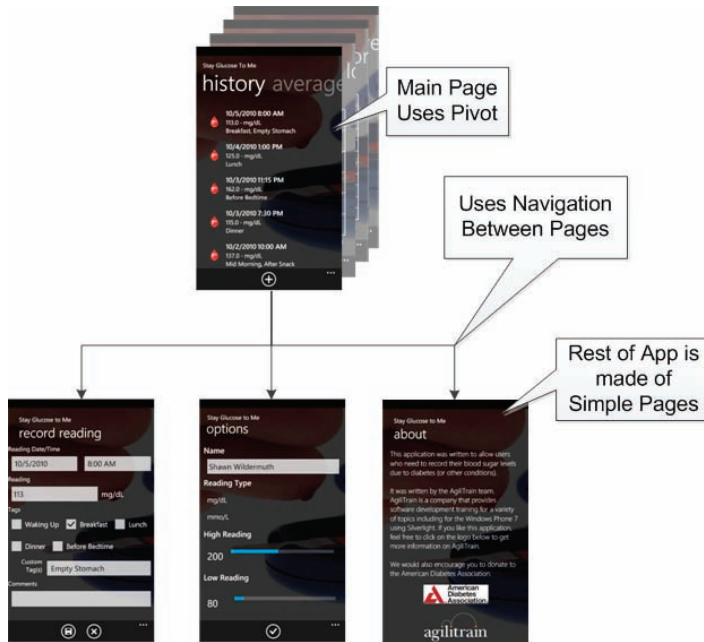 Stay Glucose To Me
history average
10/5/2010 8:00 AM
113.0 - mg/dL
Breakfast, Empty Stomach
10/4/2010 1:00 PM
125.0 - mg/dL
Lunch
10/3/2010 11:15 PM
162.0 - mg/dL
Before Bedtime
10/3/2010 7:30 PM
115.0 - mg/dL
Dinner
10/2/2010 10:00 AM
137.0 - mg/dL
Mid Morning, After Snack
Main Page
Uses Pivot
Uses Navigation
Between Pages
Rest of App is
made of
Simple Pages
Stay Glucose to Me
record reading
Reading Date/Time
10/5/2010 8:00 AM
Reading
113 mg/dL
Tags
Waking Up Breakfast Lunch
Dinner Before Bedtime
Custom
Tag(s) Empty Stomach
Comments
Stay Glucose to Me
options
Name
Shawn Wildermuth
Reading Type
mg/dL
mmo/L
High Reading
200
Low Reading
80
Stay Glucose to Me
about
This application was written to allow users
who need to record their blood sugar levels
due to diabetes (or other conditions).
It was written by the AgiliTrain team.
AgiliTrain is a company that provides
software development training for a variety
of topics including for the Windows Phone 7
using Silverlight. If you like this application,
feel free to click on the logo below to get
more information on AgiliTrain.
We would also encourage you to donate to
the American Diabetes Association.
American
Diabetes
Association.
agilitrain